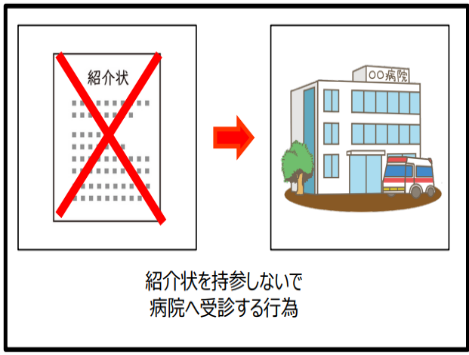 紹介状
〇〇病院
紹介状を持参しないで
病院へ受診する行為